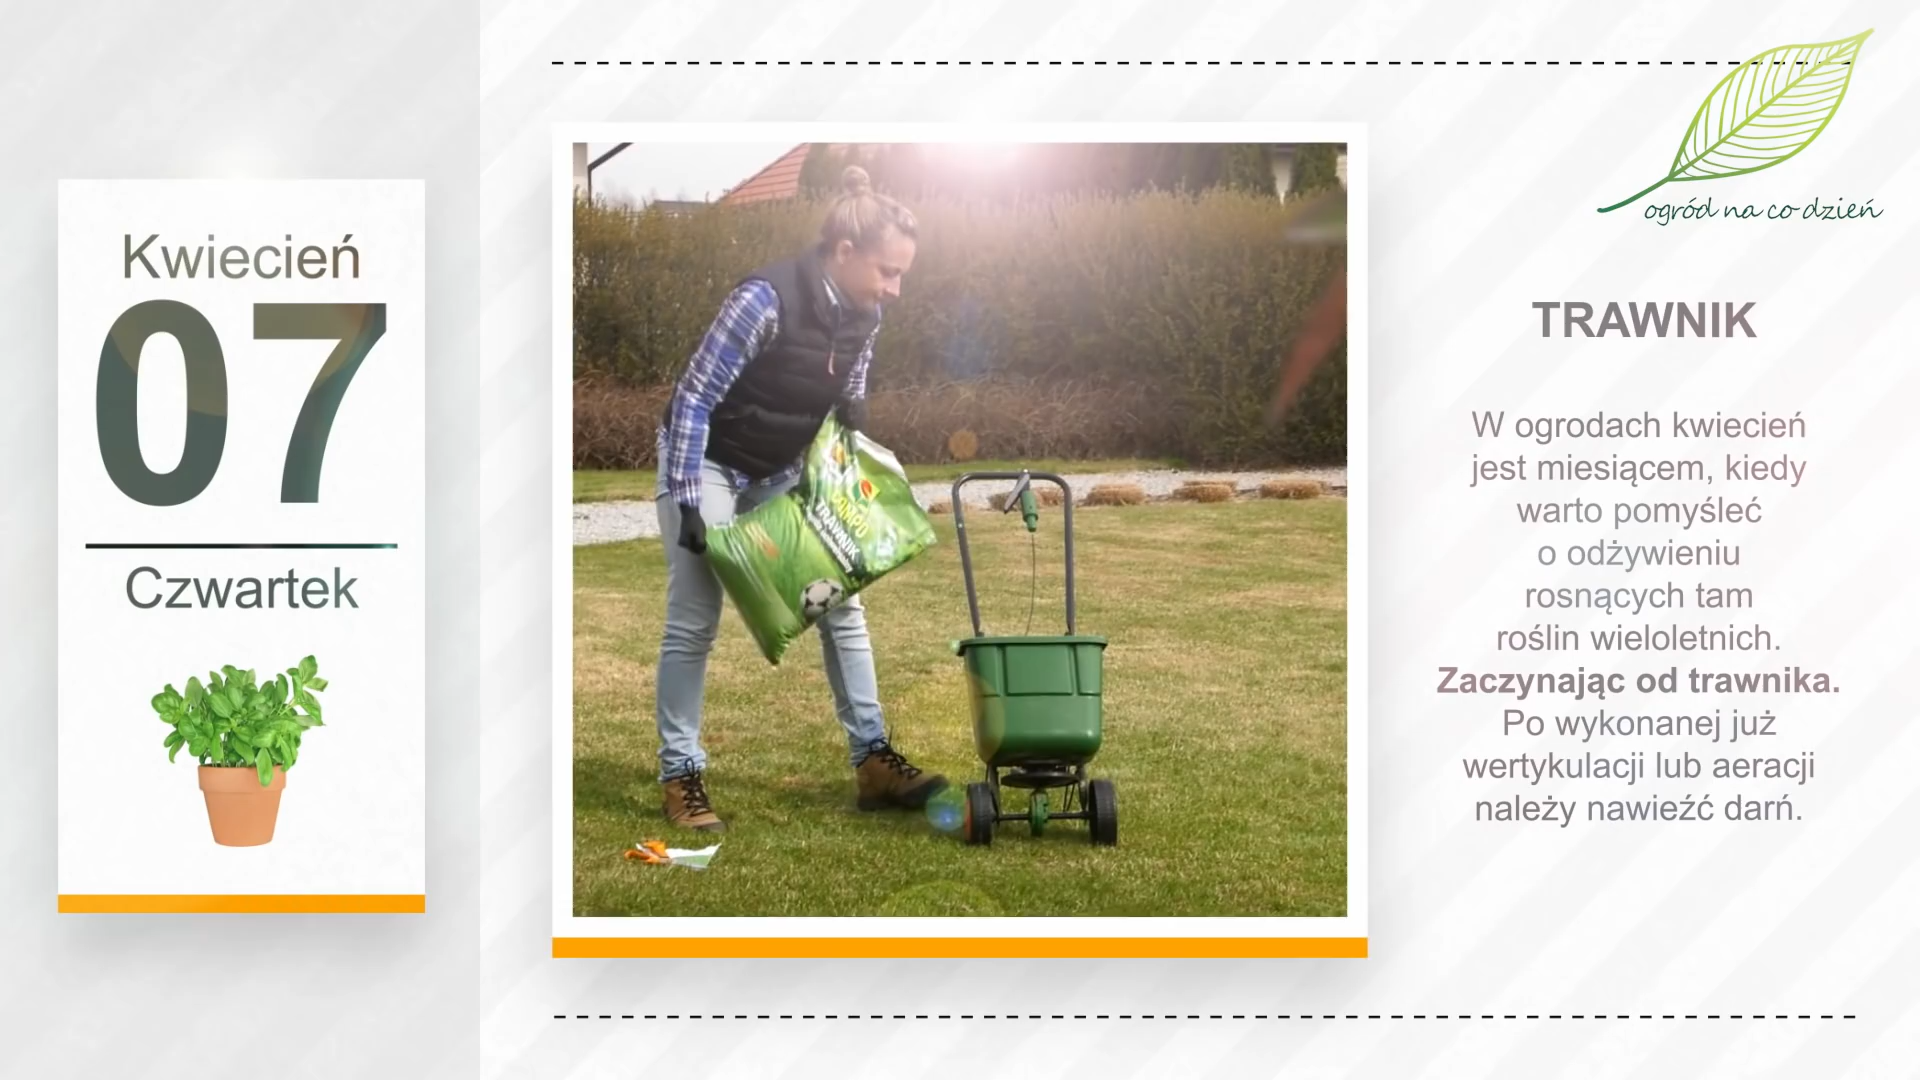 Kwiecień
07
Czwartek
COMPO
TRAWNIK
ogród na co dzień
TRAWNIK
W ogrodach kwiecień
jest miesiącem, kiedy
warto pomyśleć
o odżywieniu
rosnących tam
roślin wieloletnich.
Zaczynając od trawnika.
Po wykonanej już
wertykulacji lub aeracji
należy nawieźć darń.